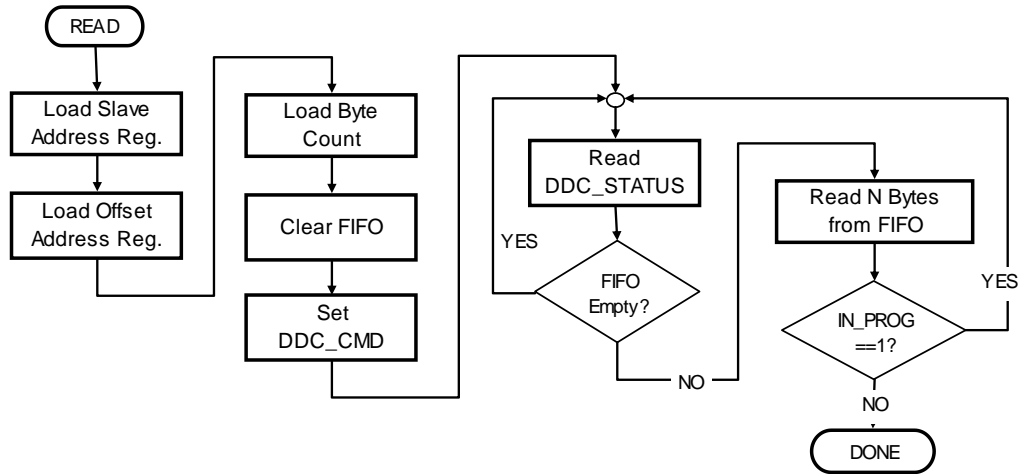 READ
Load Slave
Address Reg.
Load Offset
Address Reg.
Load Byte
Count
Clear FIFO
Set
DDC_CMD
Read
DDC_STATUS
YES
FIFO
Empty?
NO
Read N Bytes
from FIFO
YES
IN_PROG
==1?
NO
DONE